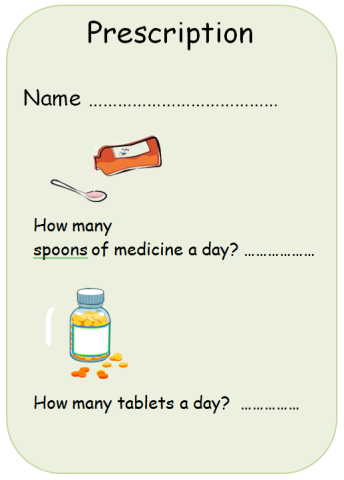 Prescription
Name ......................................
How many
spoons of medicine a day? ..................
How many tablets a day?  ...............